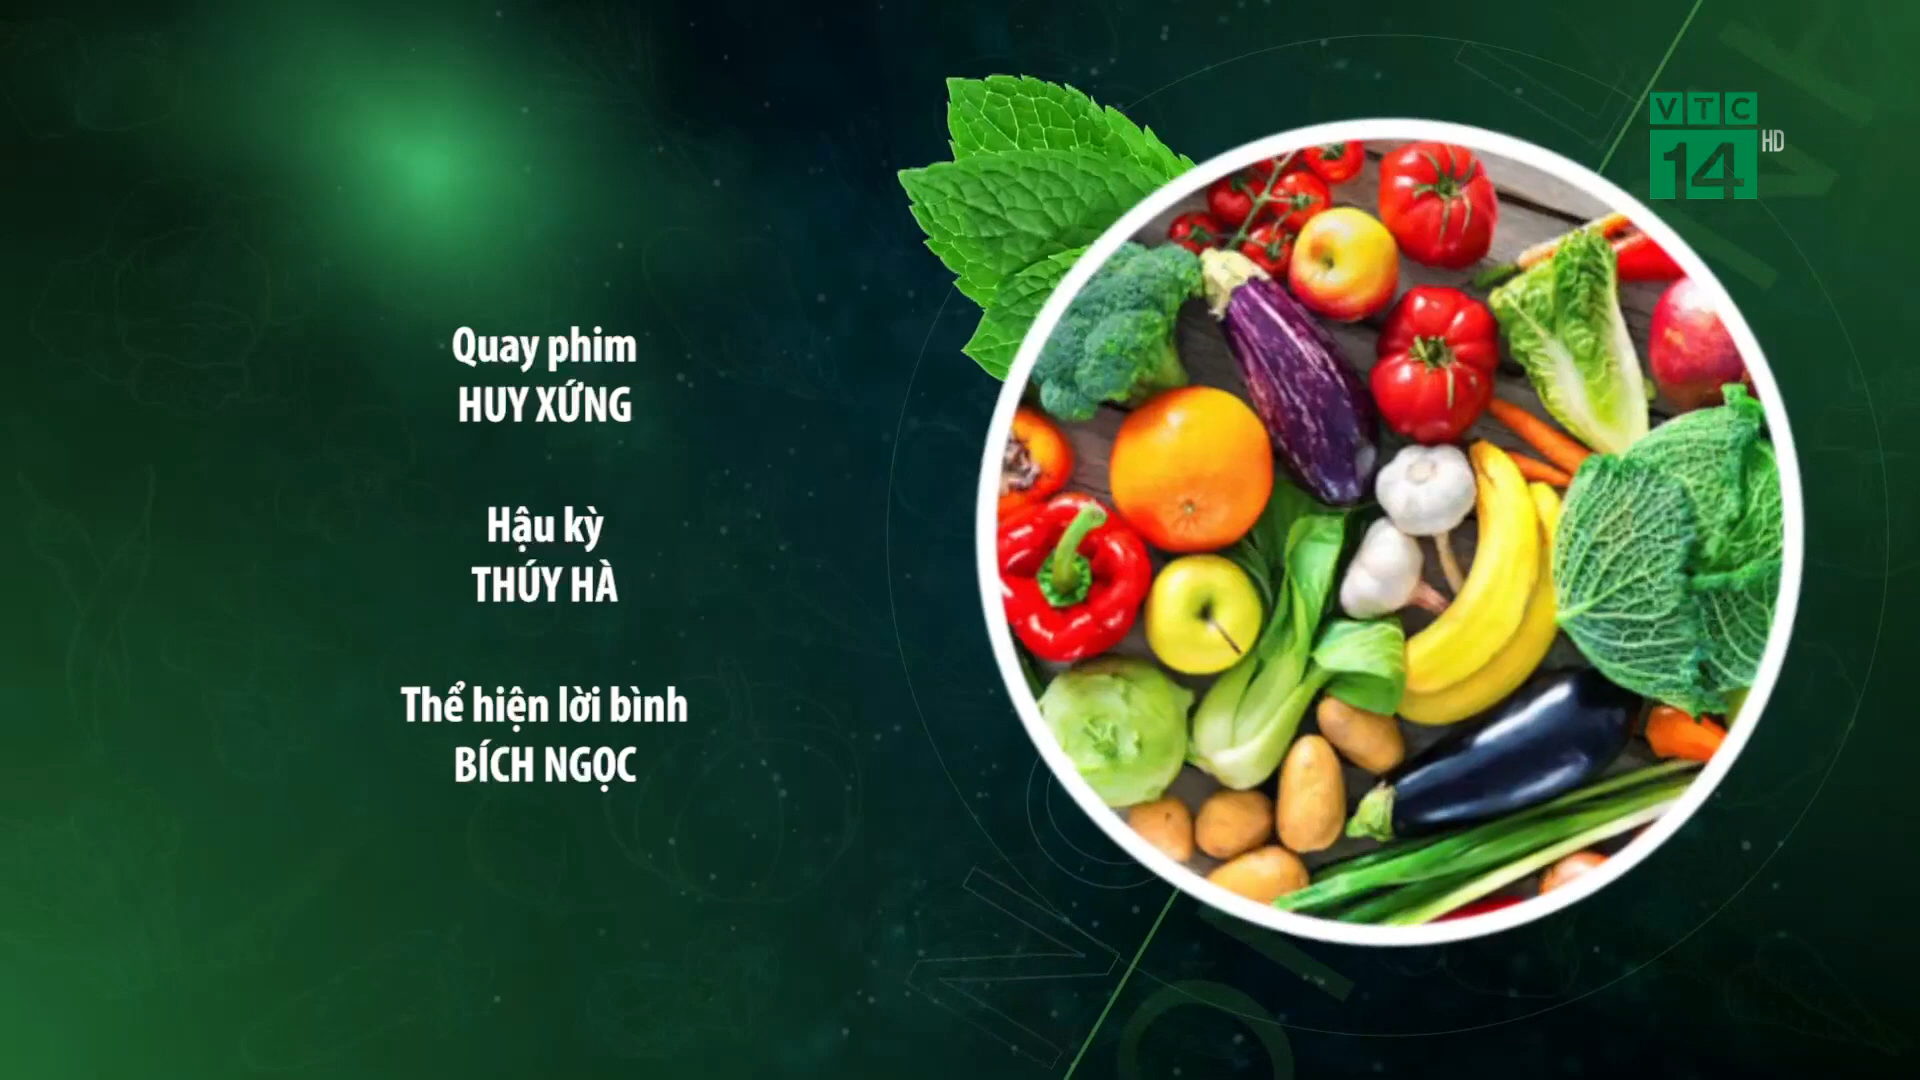 Quay phim
HUY XỨNG
Hậu kỳ
THÚY HÀ
Thể hiện lời bình
BÍCH NGỌC
VTC
14 HD